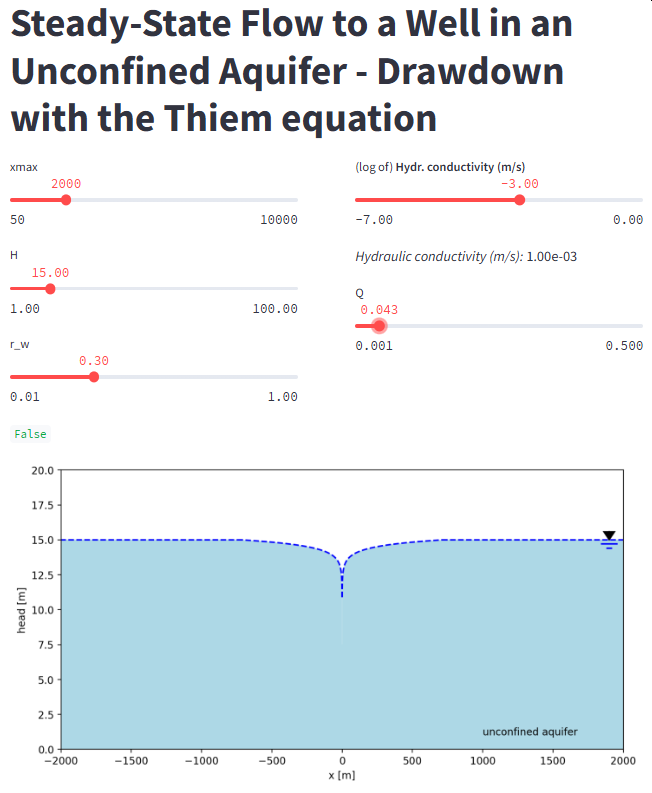 Steady-State Flow to a Well in an
Unconfined Aquifer - Drawdown
with the Thiem equation
xmax
2000
50 10000
H
15.00
1.00 100.00
r_w
0.30
0.01 1.00
False
(log of) Hydr. conductivity (m/s)
-3.00
-7.00 0.00
Hydraulic conductivity (m/s): 1.00e-03
Q
0.043
0.001 0.500
20.0
17.5
15.0
12.5
10.0
7.5
5.0
2.5
0.0
head [m]
unconfined aquifer
−2000 −1500 −1000 −500 0 500 1000 1500 2000
x [m]